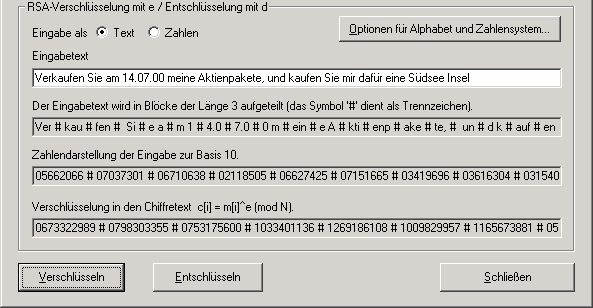 RSA-Verschlüsselung mit e / Entschlüsselung mit d
Eingabe als Text Zahlen Optionen für Alphabet und Zahlensystem...
Eingabetext
Verkaufen Sie am 14.07.00 meine Aktienpakete, und kaufen Sie mir dafür eine Südsee Insel
Der Eingabetext wird in Blöcke der Länge 3 aufgeteilt (das Symbol '#' dient als Trennzeichen).
Ver # kau # fen # Si # e a # m 1 # 4.0 # 7.0 # 0 m # ein # e A # kti # enp # ake # te, # un # d k # auf # en
Zahlendarstellung der Eingabe zur Basis 10.
05662066 # 07037301 # 06710638 # 02118505 # 06627425 # 07151665 # 03419696 # 03616304 # 031540
Verschlüsselung in den Chiffretext c[i] = m[i]^e (mod N).
0673322989 # 0798303355 # 0753175600 # 1033401136 # 1269186108 # 1009829957 # 1165673881 # 05
Verschlüsseln Entschlüsseln Schließen